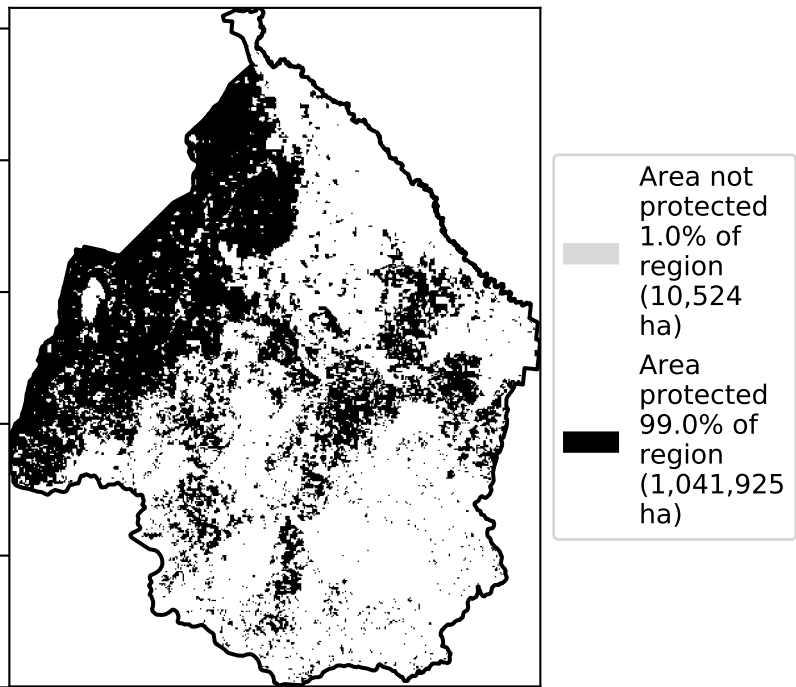 Area not
protected
1.0% of
region
(10,524
ha)
Area
protected
99.0% of
region
(1,041,925
ha)